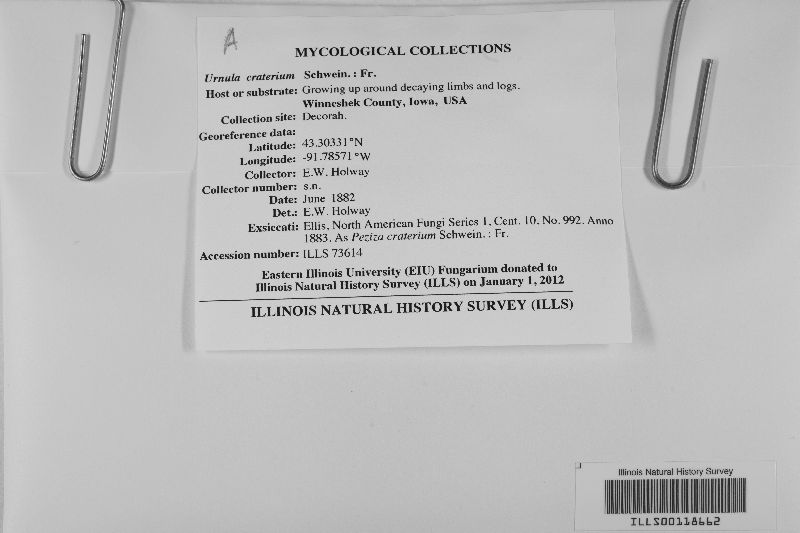 A
MYCOLOGICAL COLLECTIONS
Urnula craterium Schwein. : Fr.
Host or substrate: Growing up around decaying limbs and logs.
Winneshek County, Iowa, USA
Collection site: Decorah.
Georeference data:
Latitude: 43.30331°N
Longitude: -91.78571°W
Collector: E.W. Holway
Collector number: s.n.
Date: June 1882
Det.: E.W. Holway
Exsiccati: Ellis, North American Fungi Series 1, Cent. 10, No. 992. Anno
1883. As Peziza craterium Schwein. : Fr.
Accession number: ILLS 73614
Eastern Illinois University (EIU) Fungarium donated to
Illinois Natural History Survey (ILLS) on January 1, 2012
ILLINOIS NATURAL HISTORY SURVEY (ILLS)
Illinois Natural History Survey
ILLS00118662